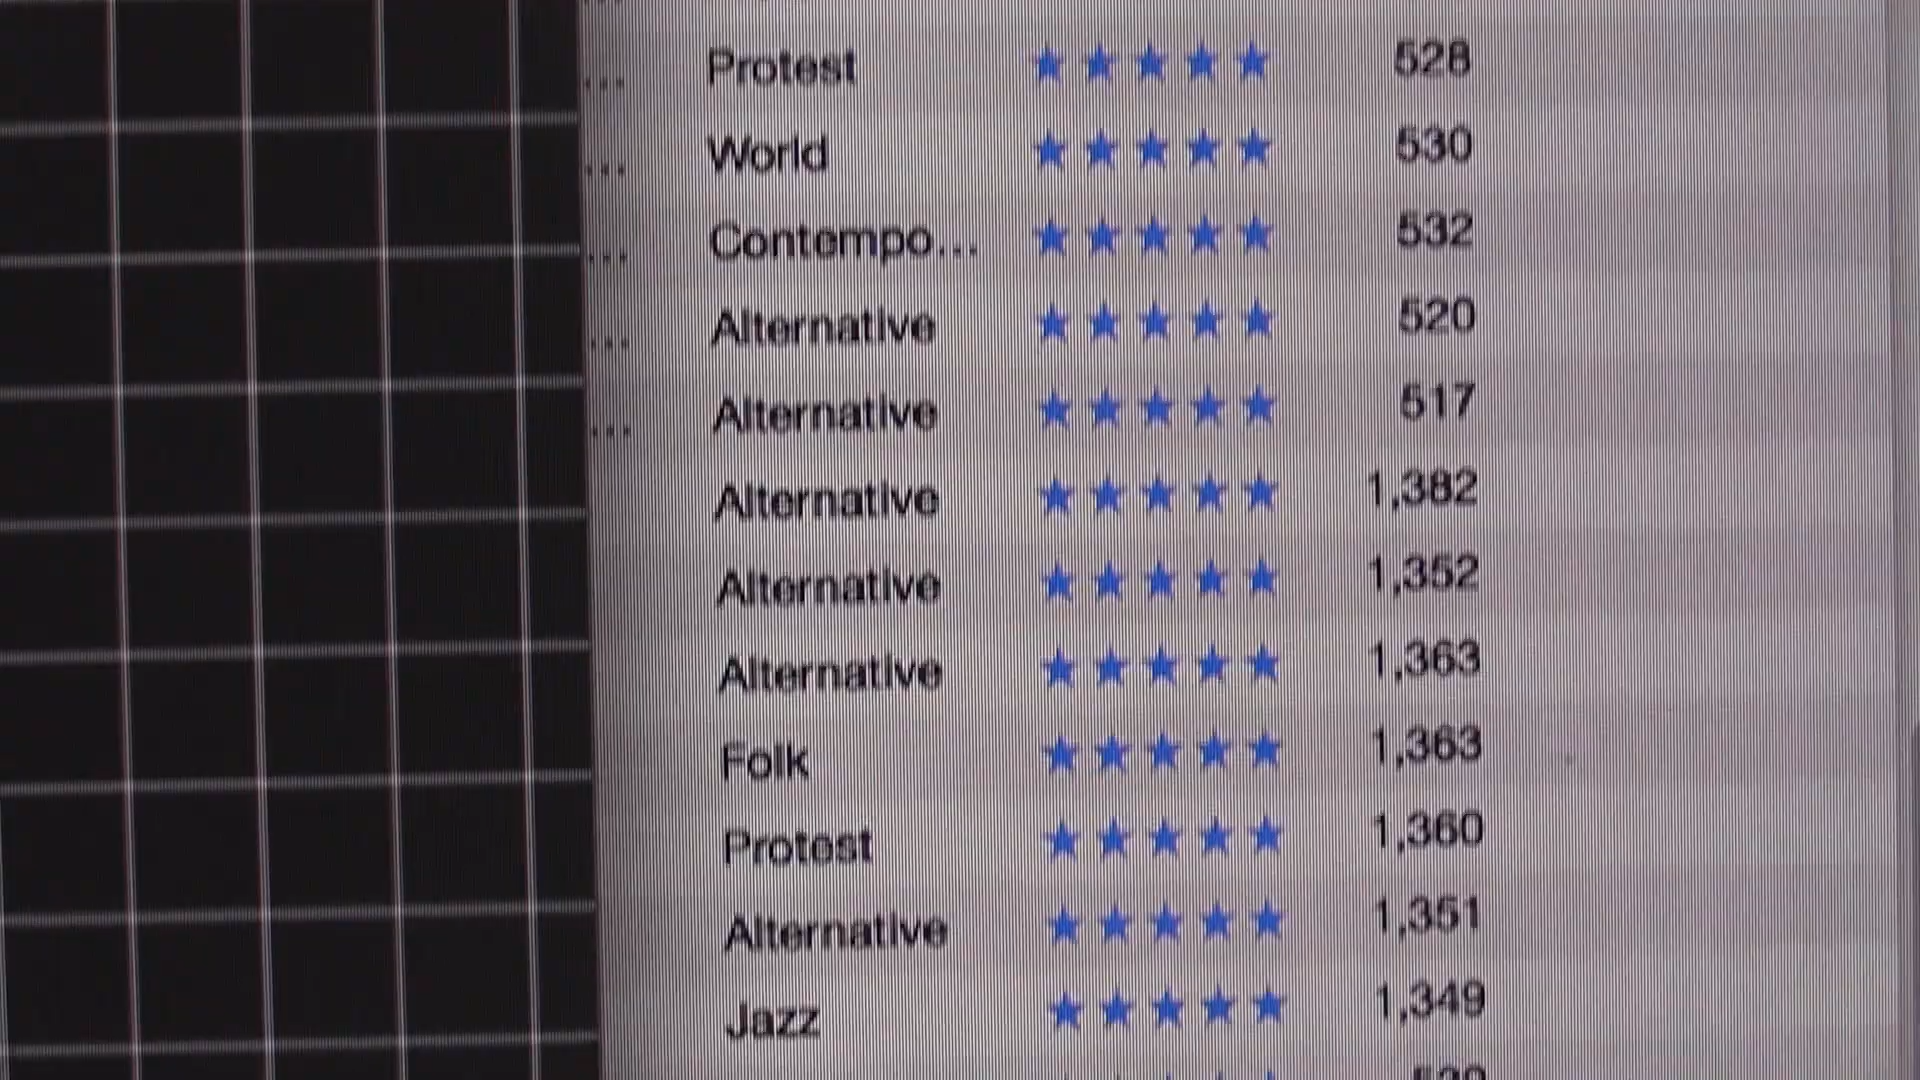 ... Protest ★★★★★ 528
... World ★★★★★ 530
... Contempo... ★★★★★ 532
... Alternative ★★★★★ 520
... Alternative ★★★★★ 517
Alternative ★★★★★ 1,382
Alternative ★★★★★ 1,352
Alternative ★★★★★ 1,363
Folk ★★★★★ 1,363
Protest ★★★★★ 1,360
Alternative ★★★★★ 1,351
Jazz ★★★★★ 1,349